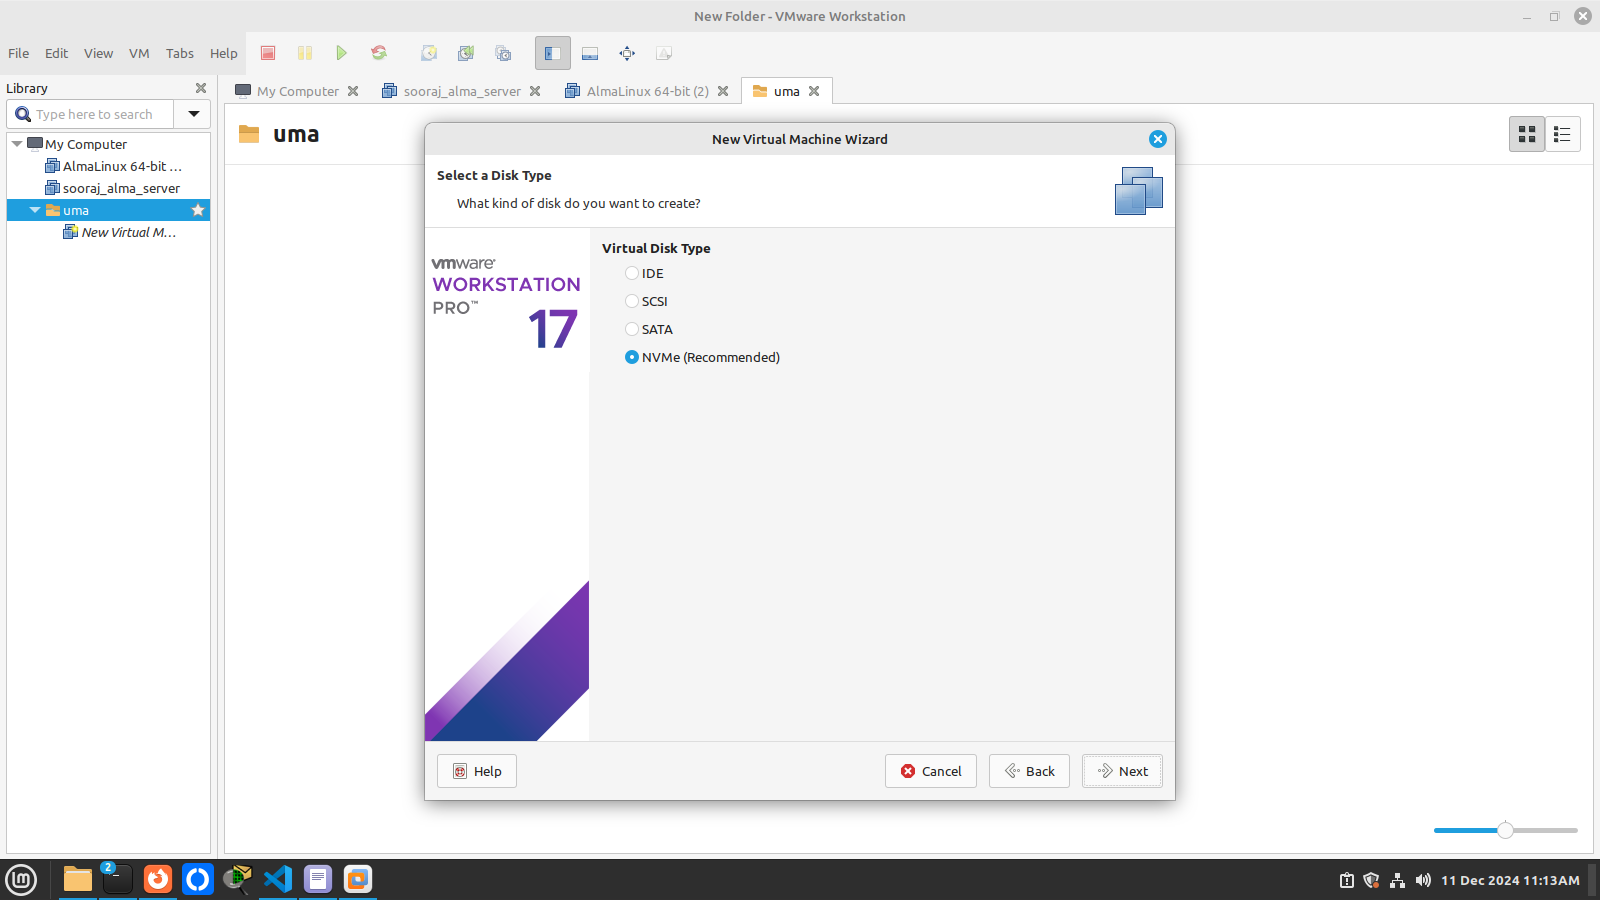 New Folder - VMware Workstation
File Edit View VM Tabs Help
Library
Type here to search
My Computer
AlmaLinux 64-bit ...
sooraj_alma_server
uma
New Virtual M...
My Computer
sooraj_alma_server
AlmaLinux 64-bit (2)
uma
uma
New Virtual Machine Wizard
Select a Disk Type
What kind of disk do you want to create?
vmware®
WORKSTATION
PRO™
17
Virtual Disk Type
IDE
SCSI
SATA
NVMe (Recommended)
Help
Cancel
Back
Next
2
11 Dec 2024 11:13AM